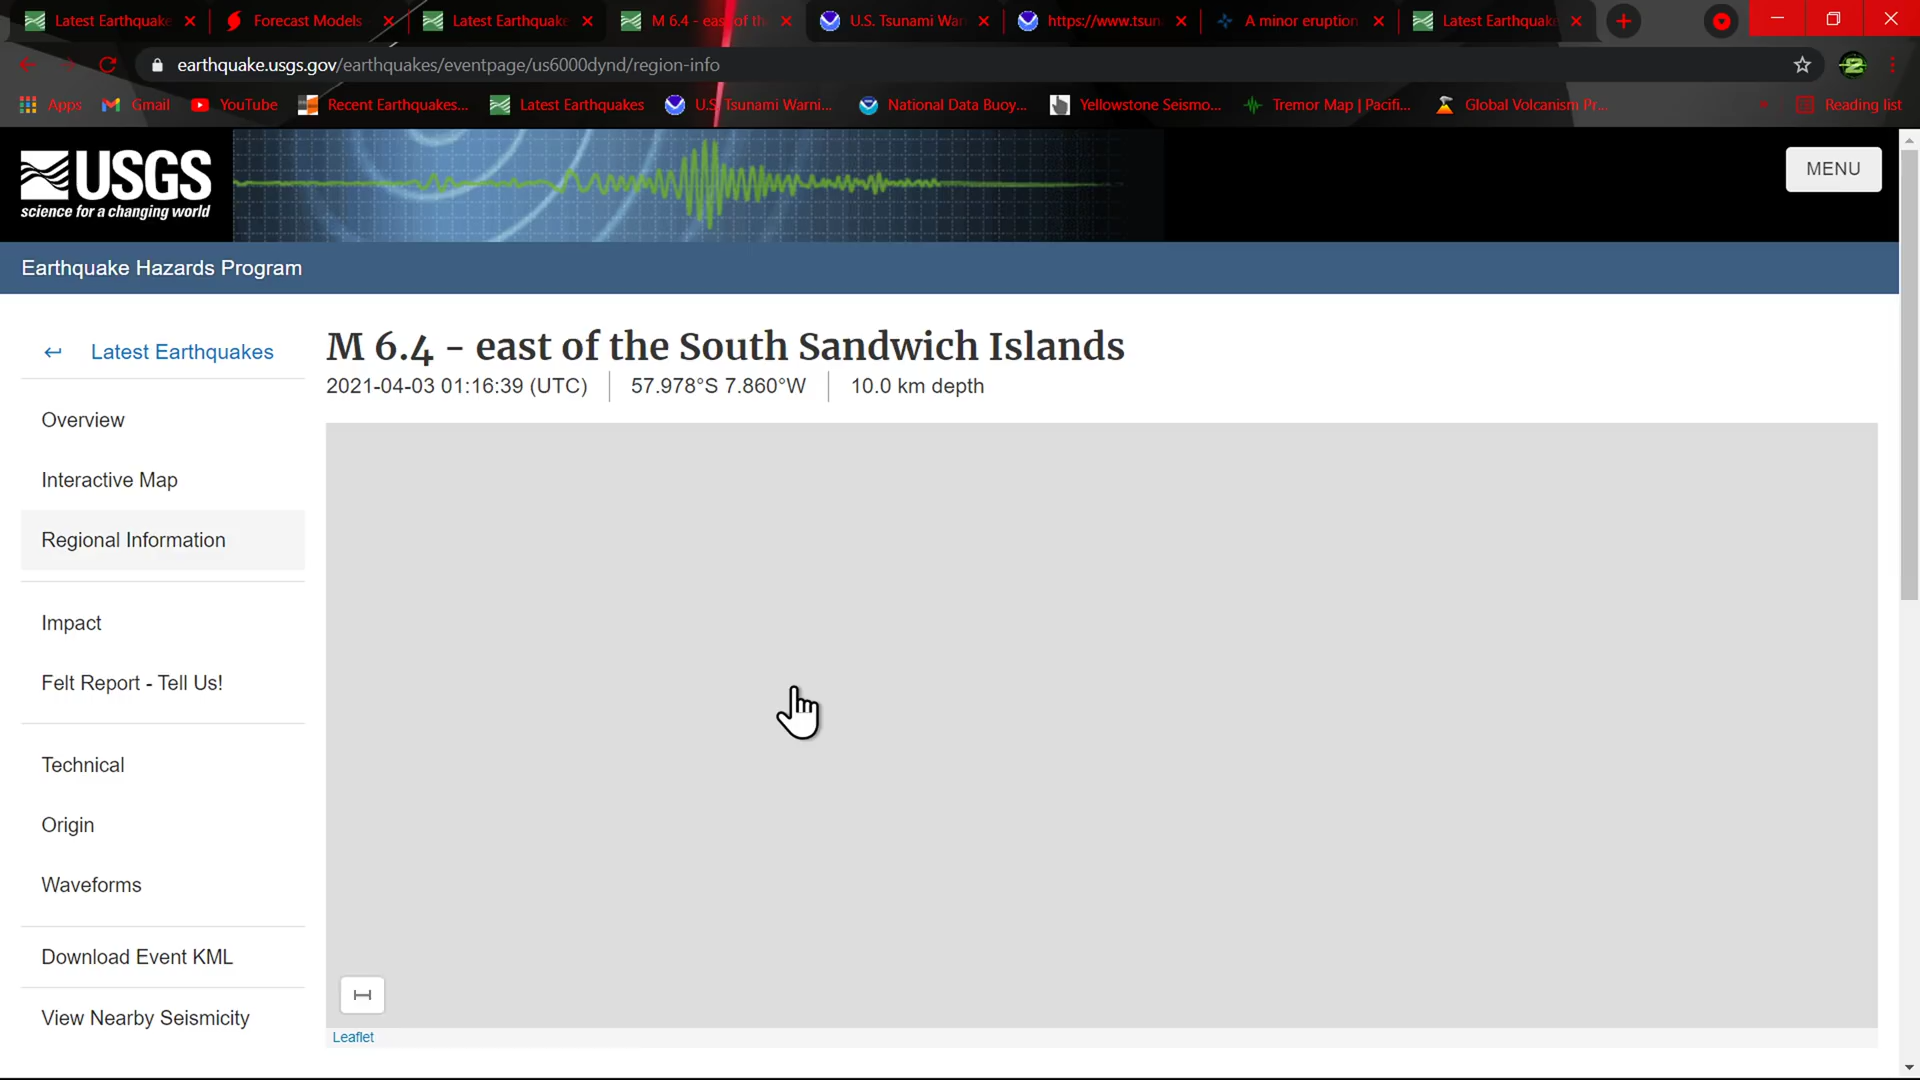 Latest Earthquake
Forecast Models
Latest Earthquake
M 6.4 - east of th
U.S. Tsunami War
https://www.tsun
A minor eruption
Latest Earthquak
earthquake.usgs.gov/earthquakes/eventpage/us6000dynd/region-info
Apps
Gmail
YouTube
Recent Earthquakes...
Latest Earthquakes
U.S. Tsunami Warni...
National Data Buoy...
Yellowstone Seismo...
Tremor Map | Pacifi...
Global Volcanism Pr...
Reading list
USGS
science for a changing world
MENU
Earthquake Hazards Program
Latest Earthquakes
Overview
Interactive Map
Regional Information
Impact
Felt Report - Tell Us!
Technical
Origin
Waveforms
Download Event KML
View Nearby Seismicity
M 6.4 - east of the South Sandwich Islands
2021-04-03 01:16:39 (UTC)
57.978°S 7.860°W
10.0 km depth
Leaflet